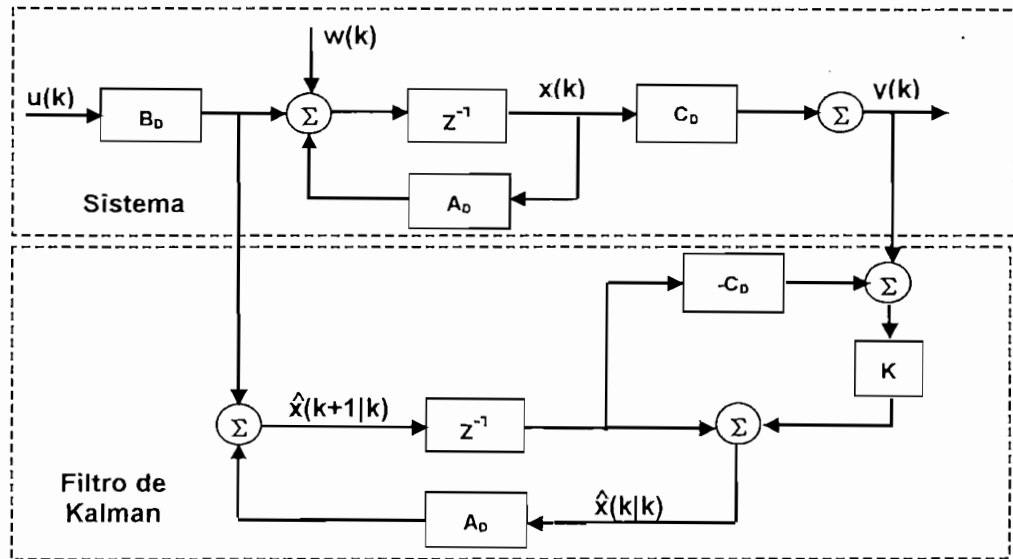 w(k)
u(k)
B_D
Σ
Z⁻¹
x(k)
C_D
Σ
v(k)
A_D
Sistema
-C_D
Σ
K
Σ
x̂(k+1|k)
Z⁻¹
Σ
Filtro de
Kalman
A_D
x̂(k|k)